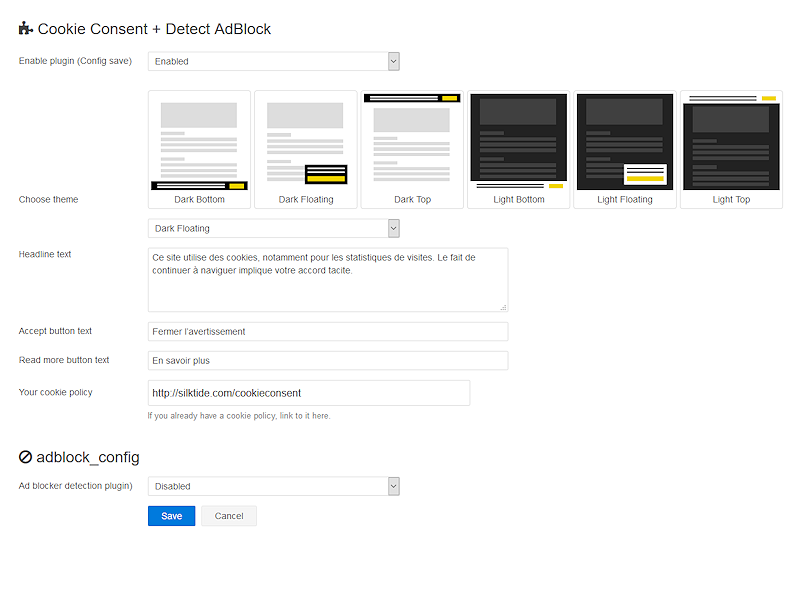 Cookie Consent + Detect AdBlock
Enable plugin (Config save)
Enabled
Choose theme
Dark Bottom
Dark Floating
Dark Top
Light Bottom
Light Floating
Light Top
Dark Floating
Headline text
Ce site utilise des cookies, notamment pour les statistiques de visites. Le fait de
continuer à naviguer implique votre accord tacite.
Accept button text
Fermer l'avertissement
Read more button text
En savoir plus
Your cookie policy
http://silktide.com/cookieconsent
If you already have a cookie policy, link to it here.
adblock_config
Ad blocker detection plugin)
Disabled
Save
Cancel